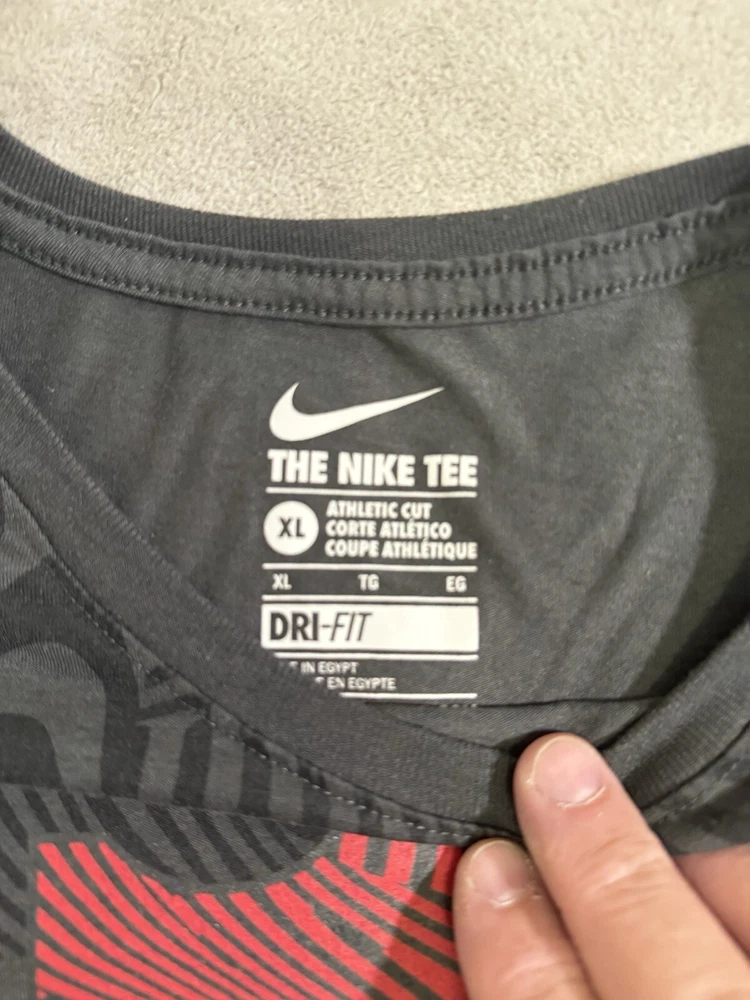 THE NIKE TEE
XL
ATHLETIC CUT
CORTE ATLÉTICO
COUPE ATHLÉTIQUE
XL TG EG
DRI-FIT
IN EGYPT
EN EGYPTE